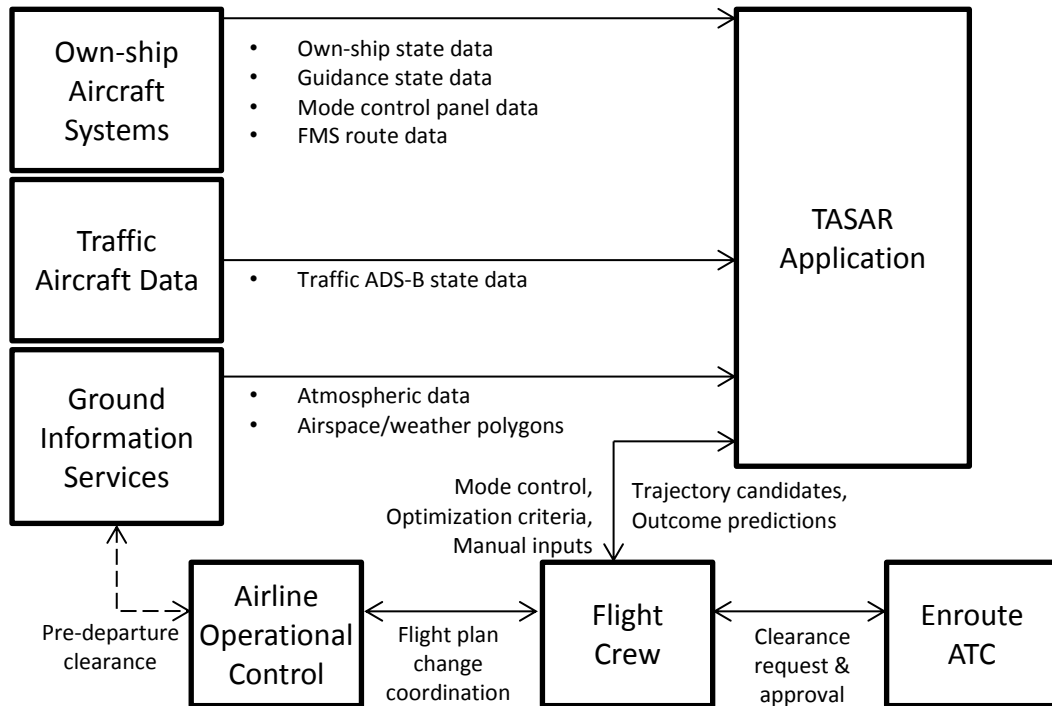 Own-ship
Aircraft
Systems
• Own-ship state data
• Guidance state data
• Mode control panel data
• FMS route data
TASAR
Application
Traffic
Aircraft Data
• Traffic ADS-B state data
Ground
Information
Services
• Atmospheric data
• Airspace/weather polygons
Mode control,
Optimization criteria,
Manual inputs
Trajectory candidates,
Outcome predictions
Pre-departure
clearance
Airline
Operational
Control
Flight plan
change
coordination
Flight
Crew
Clearance
request &
approval
Enroute
ATC